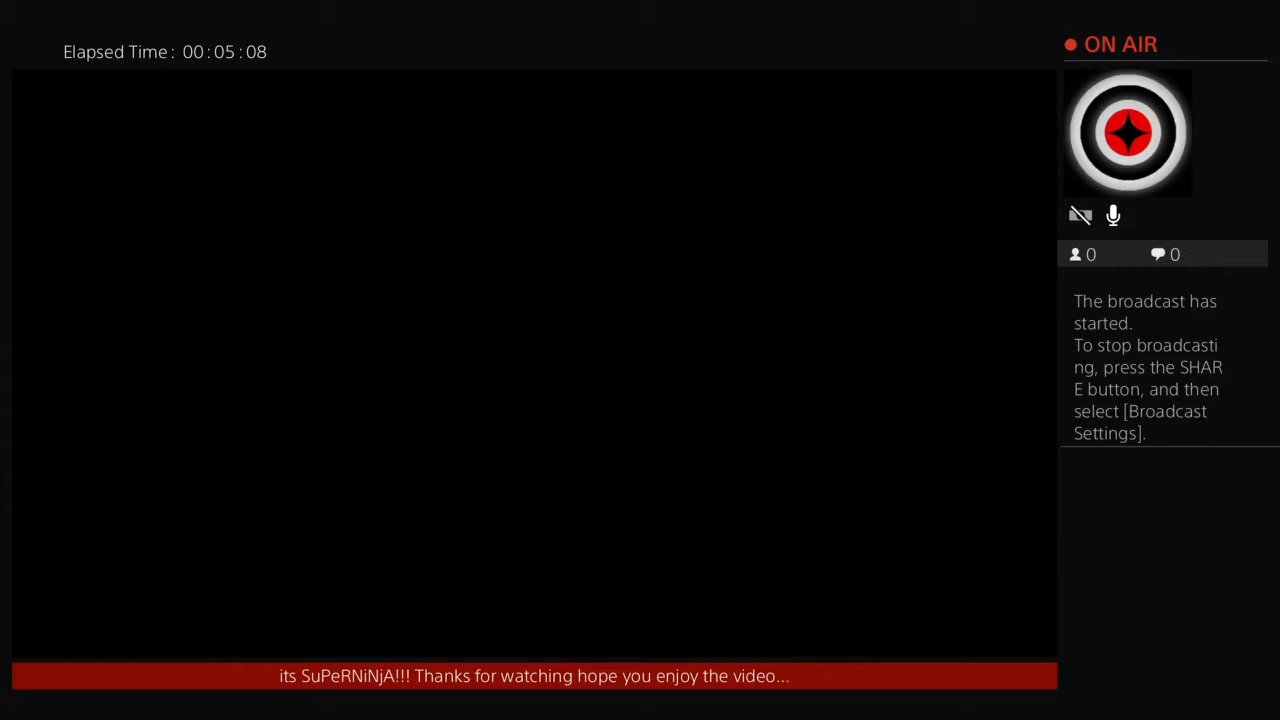 Elapsed Time: 00:05:08
ON AIR
0 0
The broadcast has
started.
To stop broadcasti
ng, press the SHAR
E button, and then
select [Broadcast
Settings].
its SuPeRNiNjA!!! Thanks for watching hope you enjoy the video...